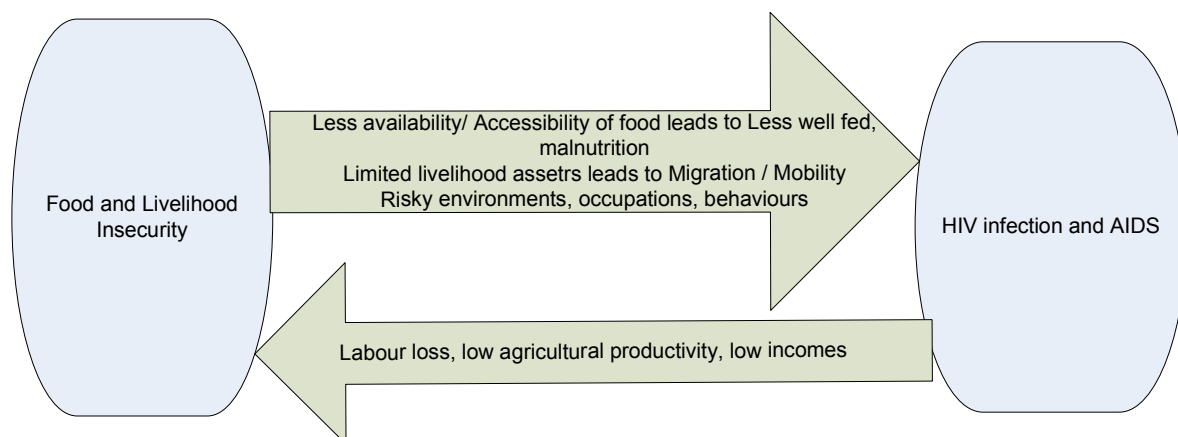 Food and Livelihood
Insecurity
Less availability/ Accessibility of food leads to Less well fed,
malnutrition
Limited livelihood assetrs leads to Migration / Mobility
Risky environments, occupations, behaviours
HIV infection and AIDS
Labour loss, low agricultural productivity, low incomes